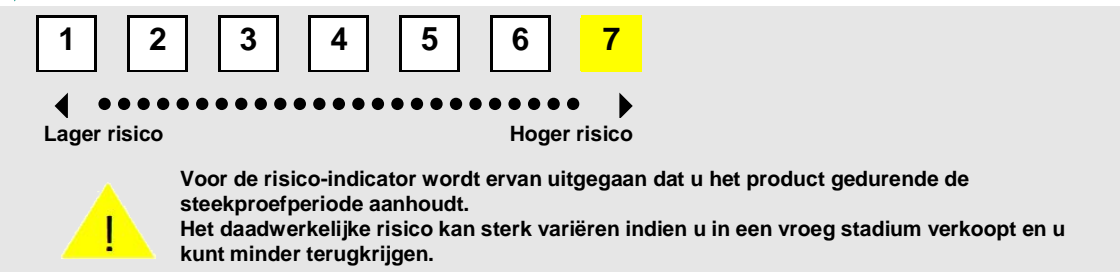 1 2 3 4 5 6 7
Lager risico Hoger risico
!
Voor de risico-indicator wordt ervan uitgegaan dat u het product gedurende de
steekproefperiode aanhoudt.
Het daadwerkelijke risico kan sterk variëren indien u in een vroeg stadium verkoopt en u
kunt minder terugkrijgen.